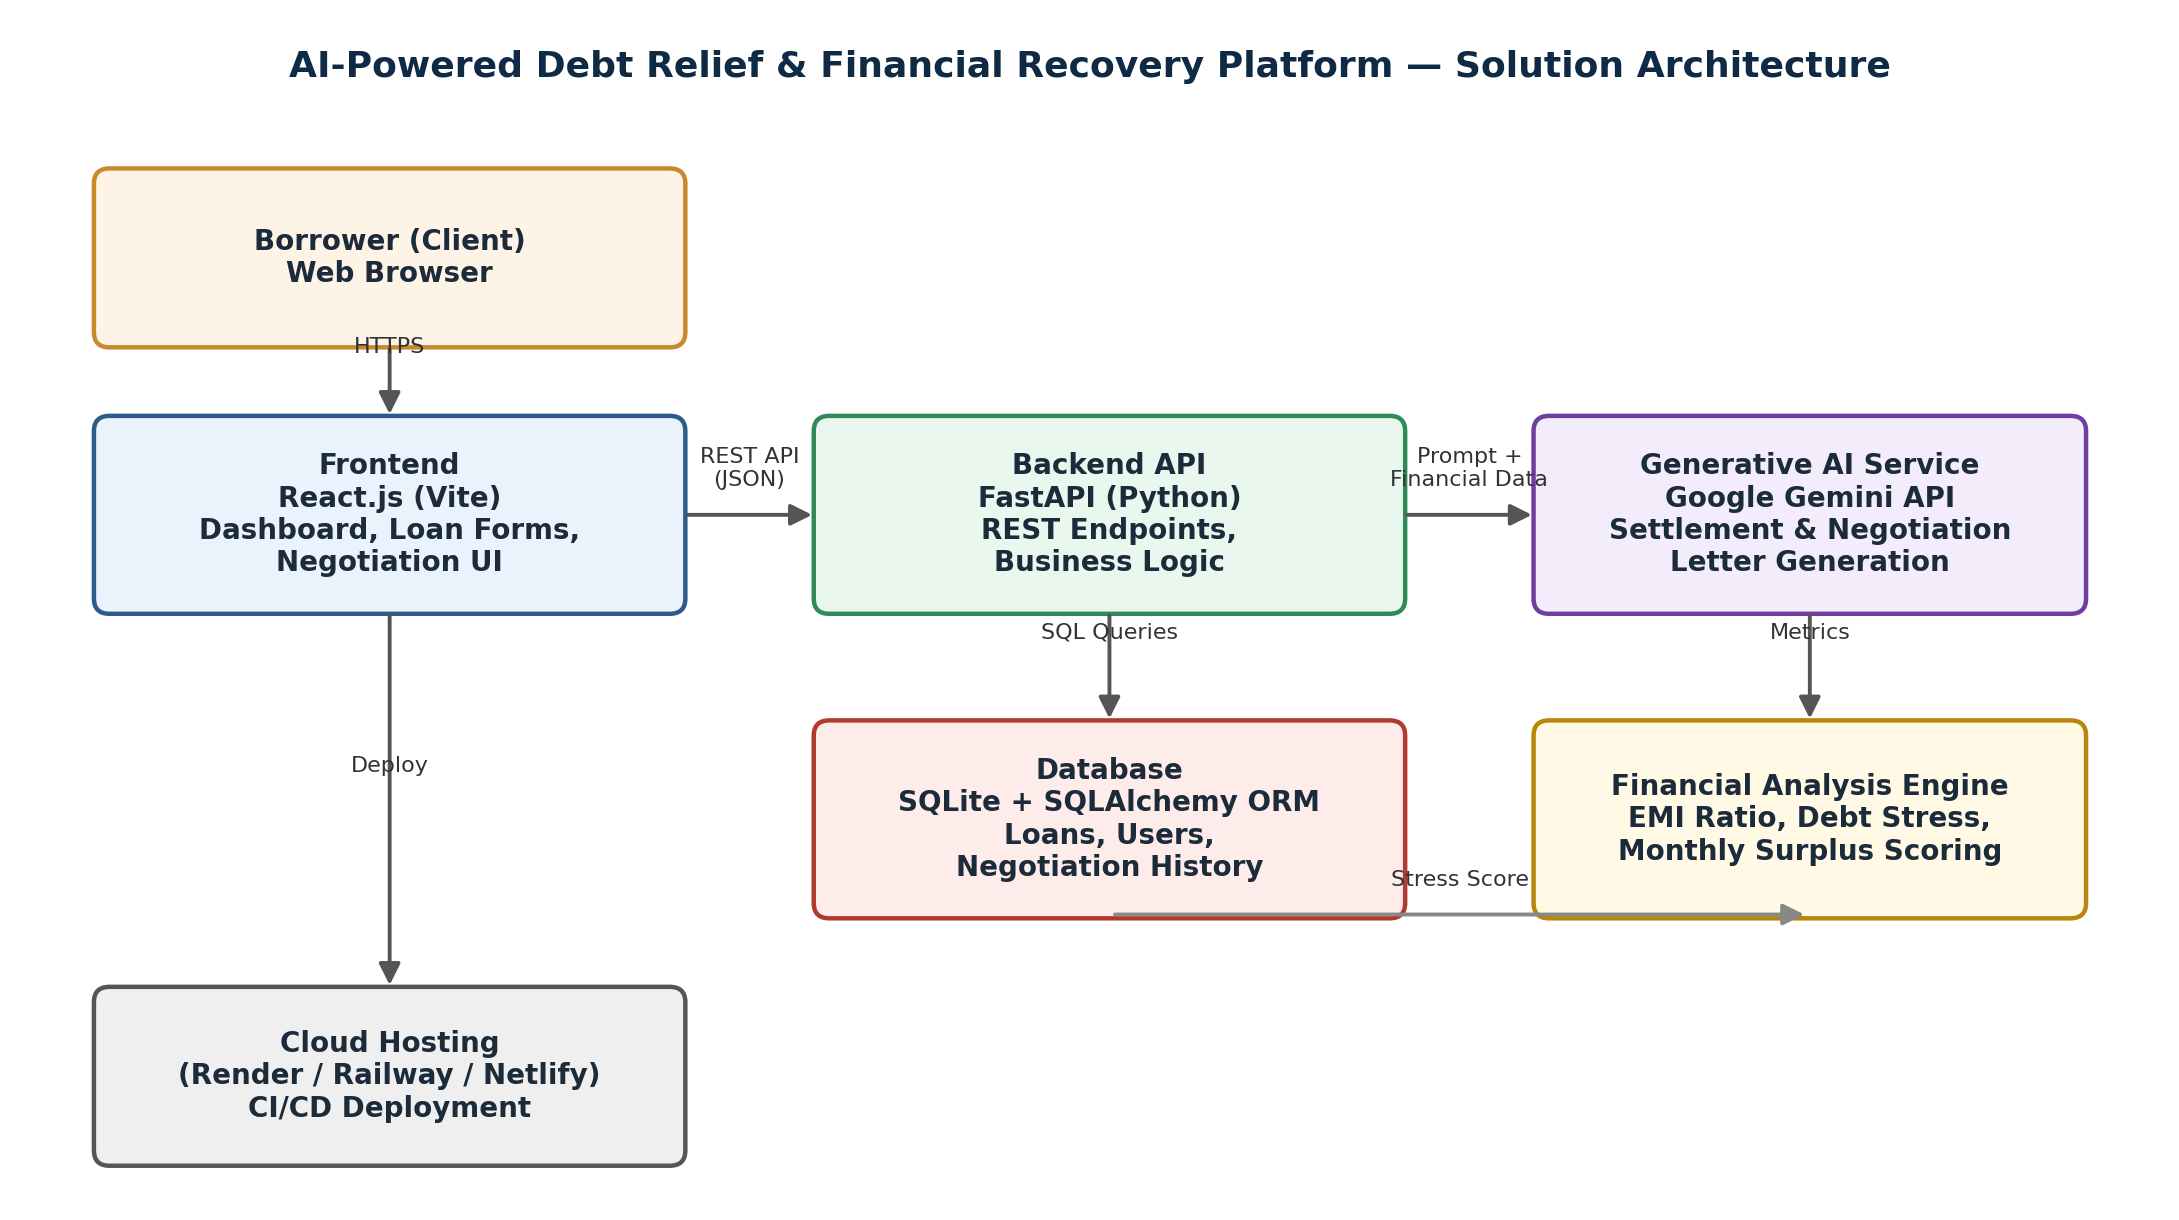 AI-Powered Debt Relief & Financial Recovery Platform — Solution Architecture
Borrower (Client)
Web Browser
HTTPS
Frontend
React.js (Vite)
Dashboard, Loan Forms,
Negotiation UI
REST API
(JSON)
Backend API
FastAPI (Python)
REST Endpoints,
Business Logic
Prompt +
Financial Data
Generative AI Service
Google Gemini API
Settlement & Negotiation
Letter Generation
SQL Queries
Metrics
Deploy
Database
SQLite + SQLAlchemy ORM
Loans, Users,
Negotiation History
Stress Score
Financial Analysis Engine
EMI Ratio, Debt Stress,
Monthly Surplus Scoring
Cloud Hosting
(Render / Railway / Netlify)
CI/CD Deployment